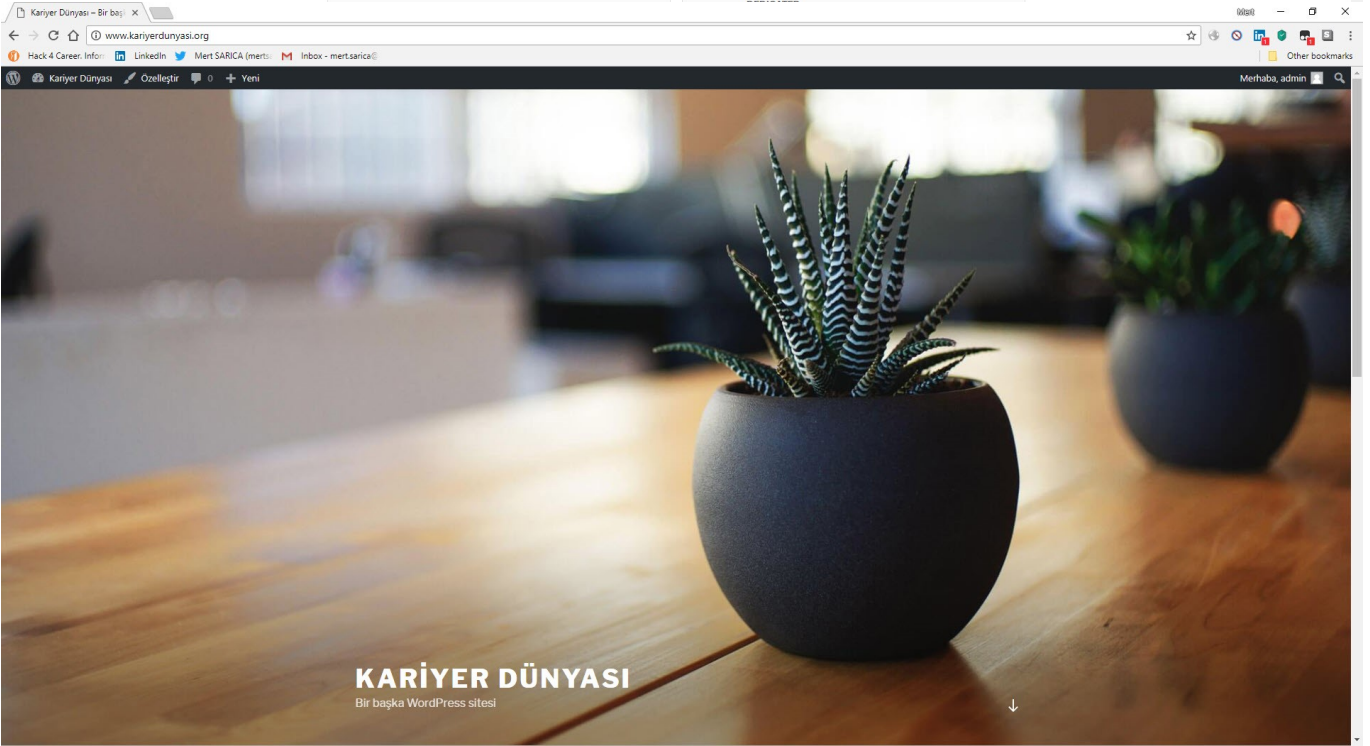 Kariyer Dünyası – Bir baş
Mert
www.kariyerdunyasi.org
Hack 4 Career. Infor LinkedIn Mert SARICA (merts Inbox - mert.sarica@
Other bookmarks
Kariyer Dünyası Özelleştir 0 Yeni
Merhaba, admin
KARİYER DÜNYASI
Bir başka WordPress sitesi